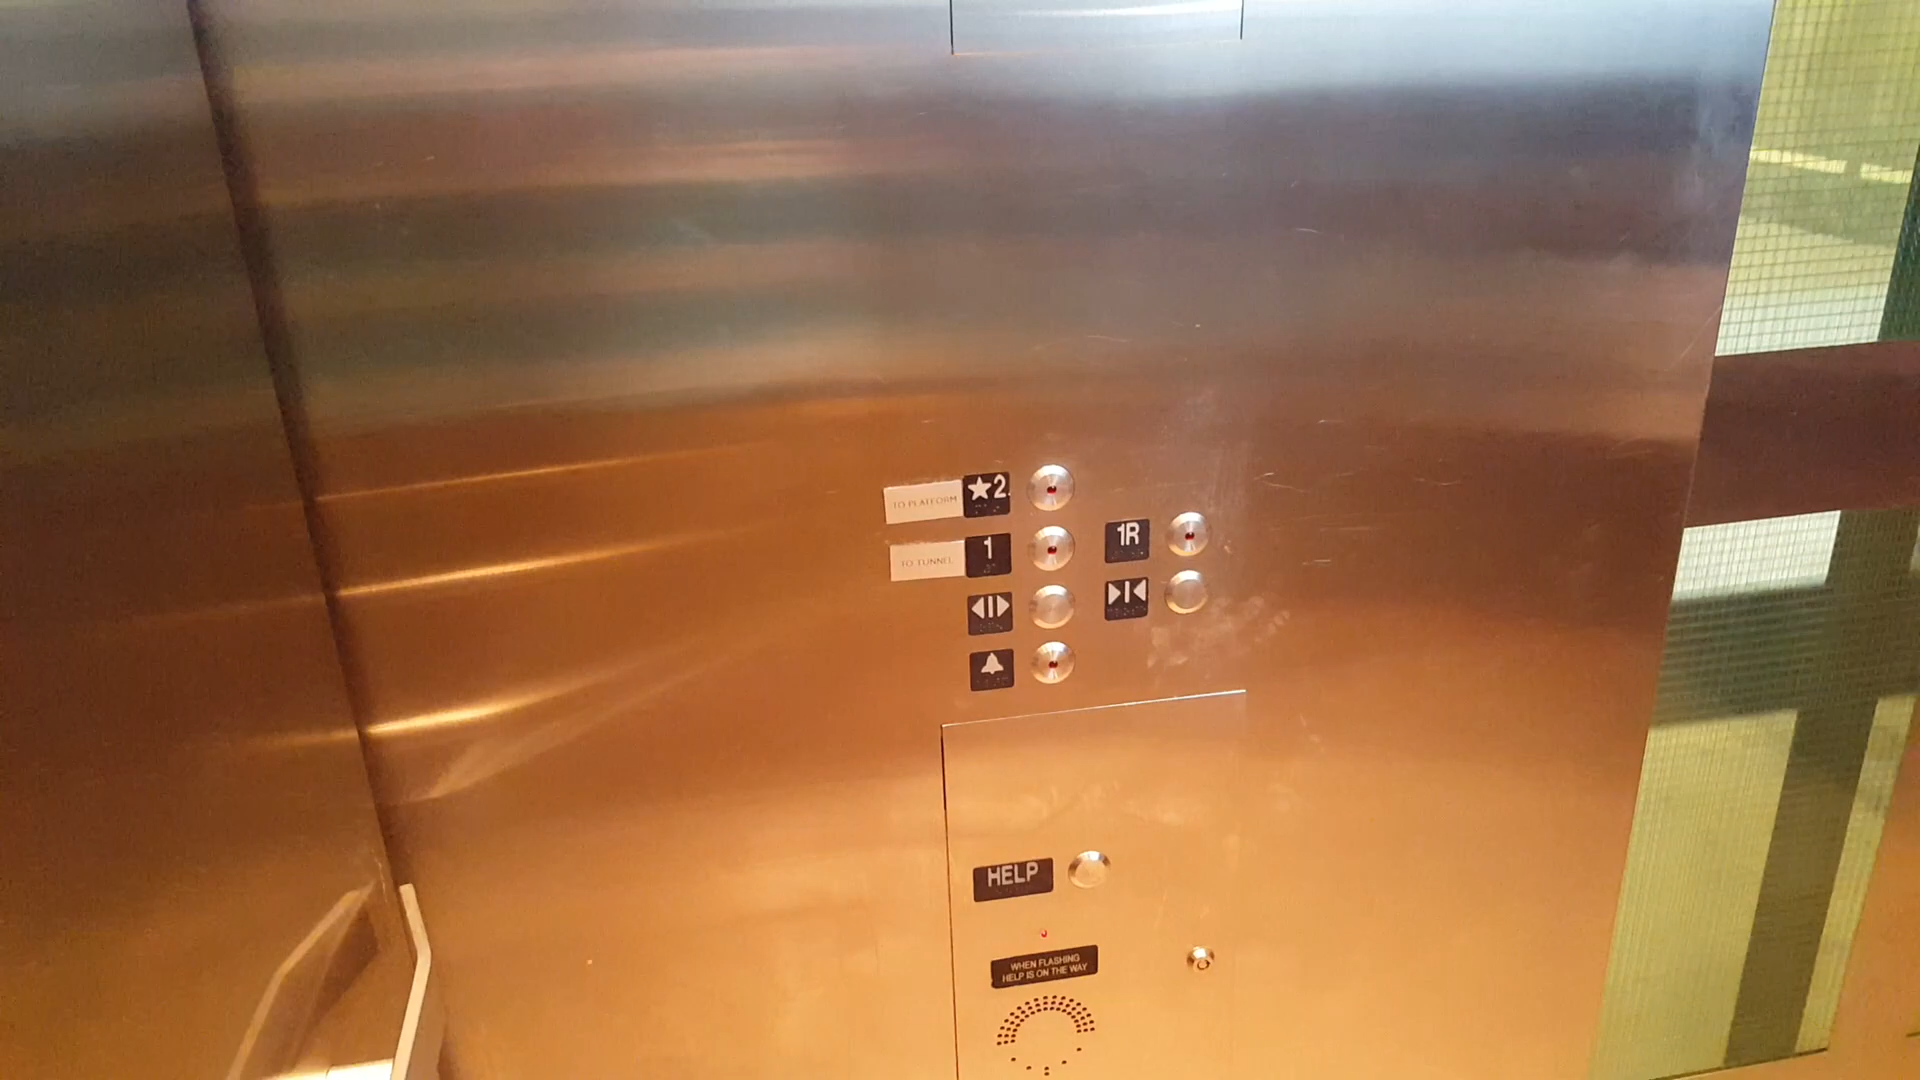 TO PLATFORM ★2
TO TUNNEL 1
1R
HELP
WHEN FLASHING
HELP IS ON THE WAY